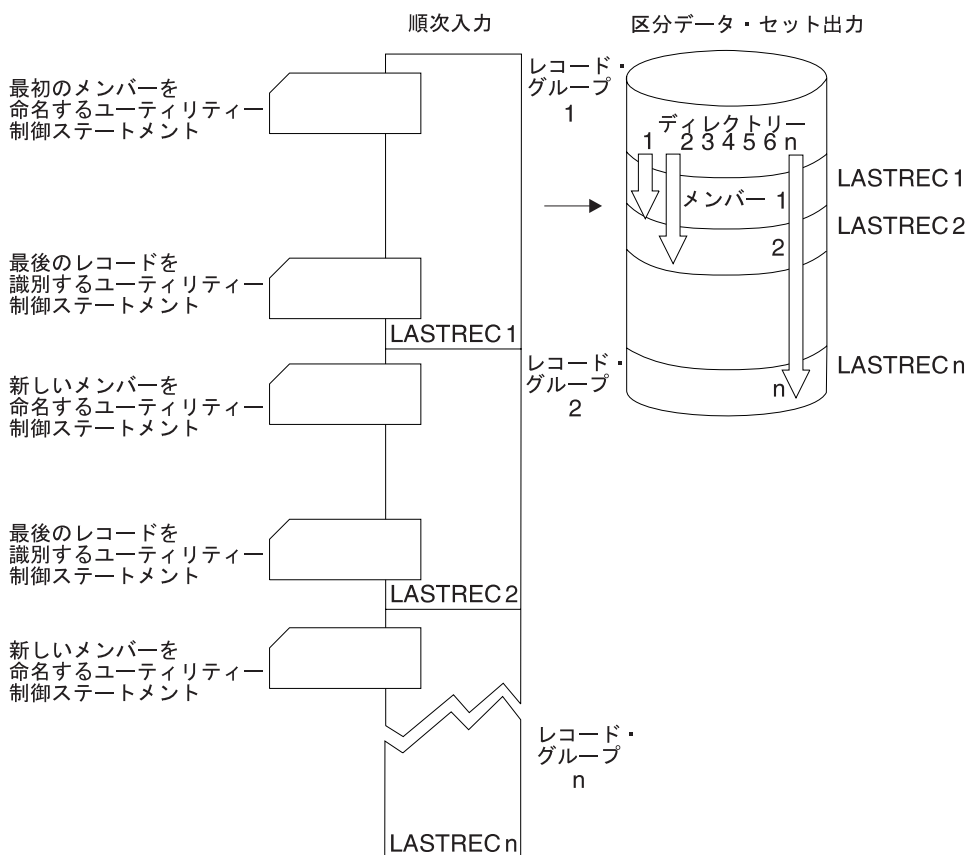 順次入力
区分データ・セット出力
最初のメンバーを
命名するユーティリティー
制御ステートメント
レコード・
グループ
1
ディレクトリー
1 2 3 4 5 6 n
メンバー 1
2
n
LASTREC 1
LASTREC 2
LASTREC n
最後のレコードを
識別するユーティリティー
制御ステートメント
LASTREC 1
新しいメンバーを
命名するユーティリティー
制御ステートメント
レコード・
グループ
2
最後のレコードを
識別するユーティリティー
制御ステートメント
LASTREC 2
新しいメンバーを
命名するユーティリティー
制御ステートメント
レコード・
グループ
n
LASTREC n